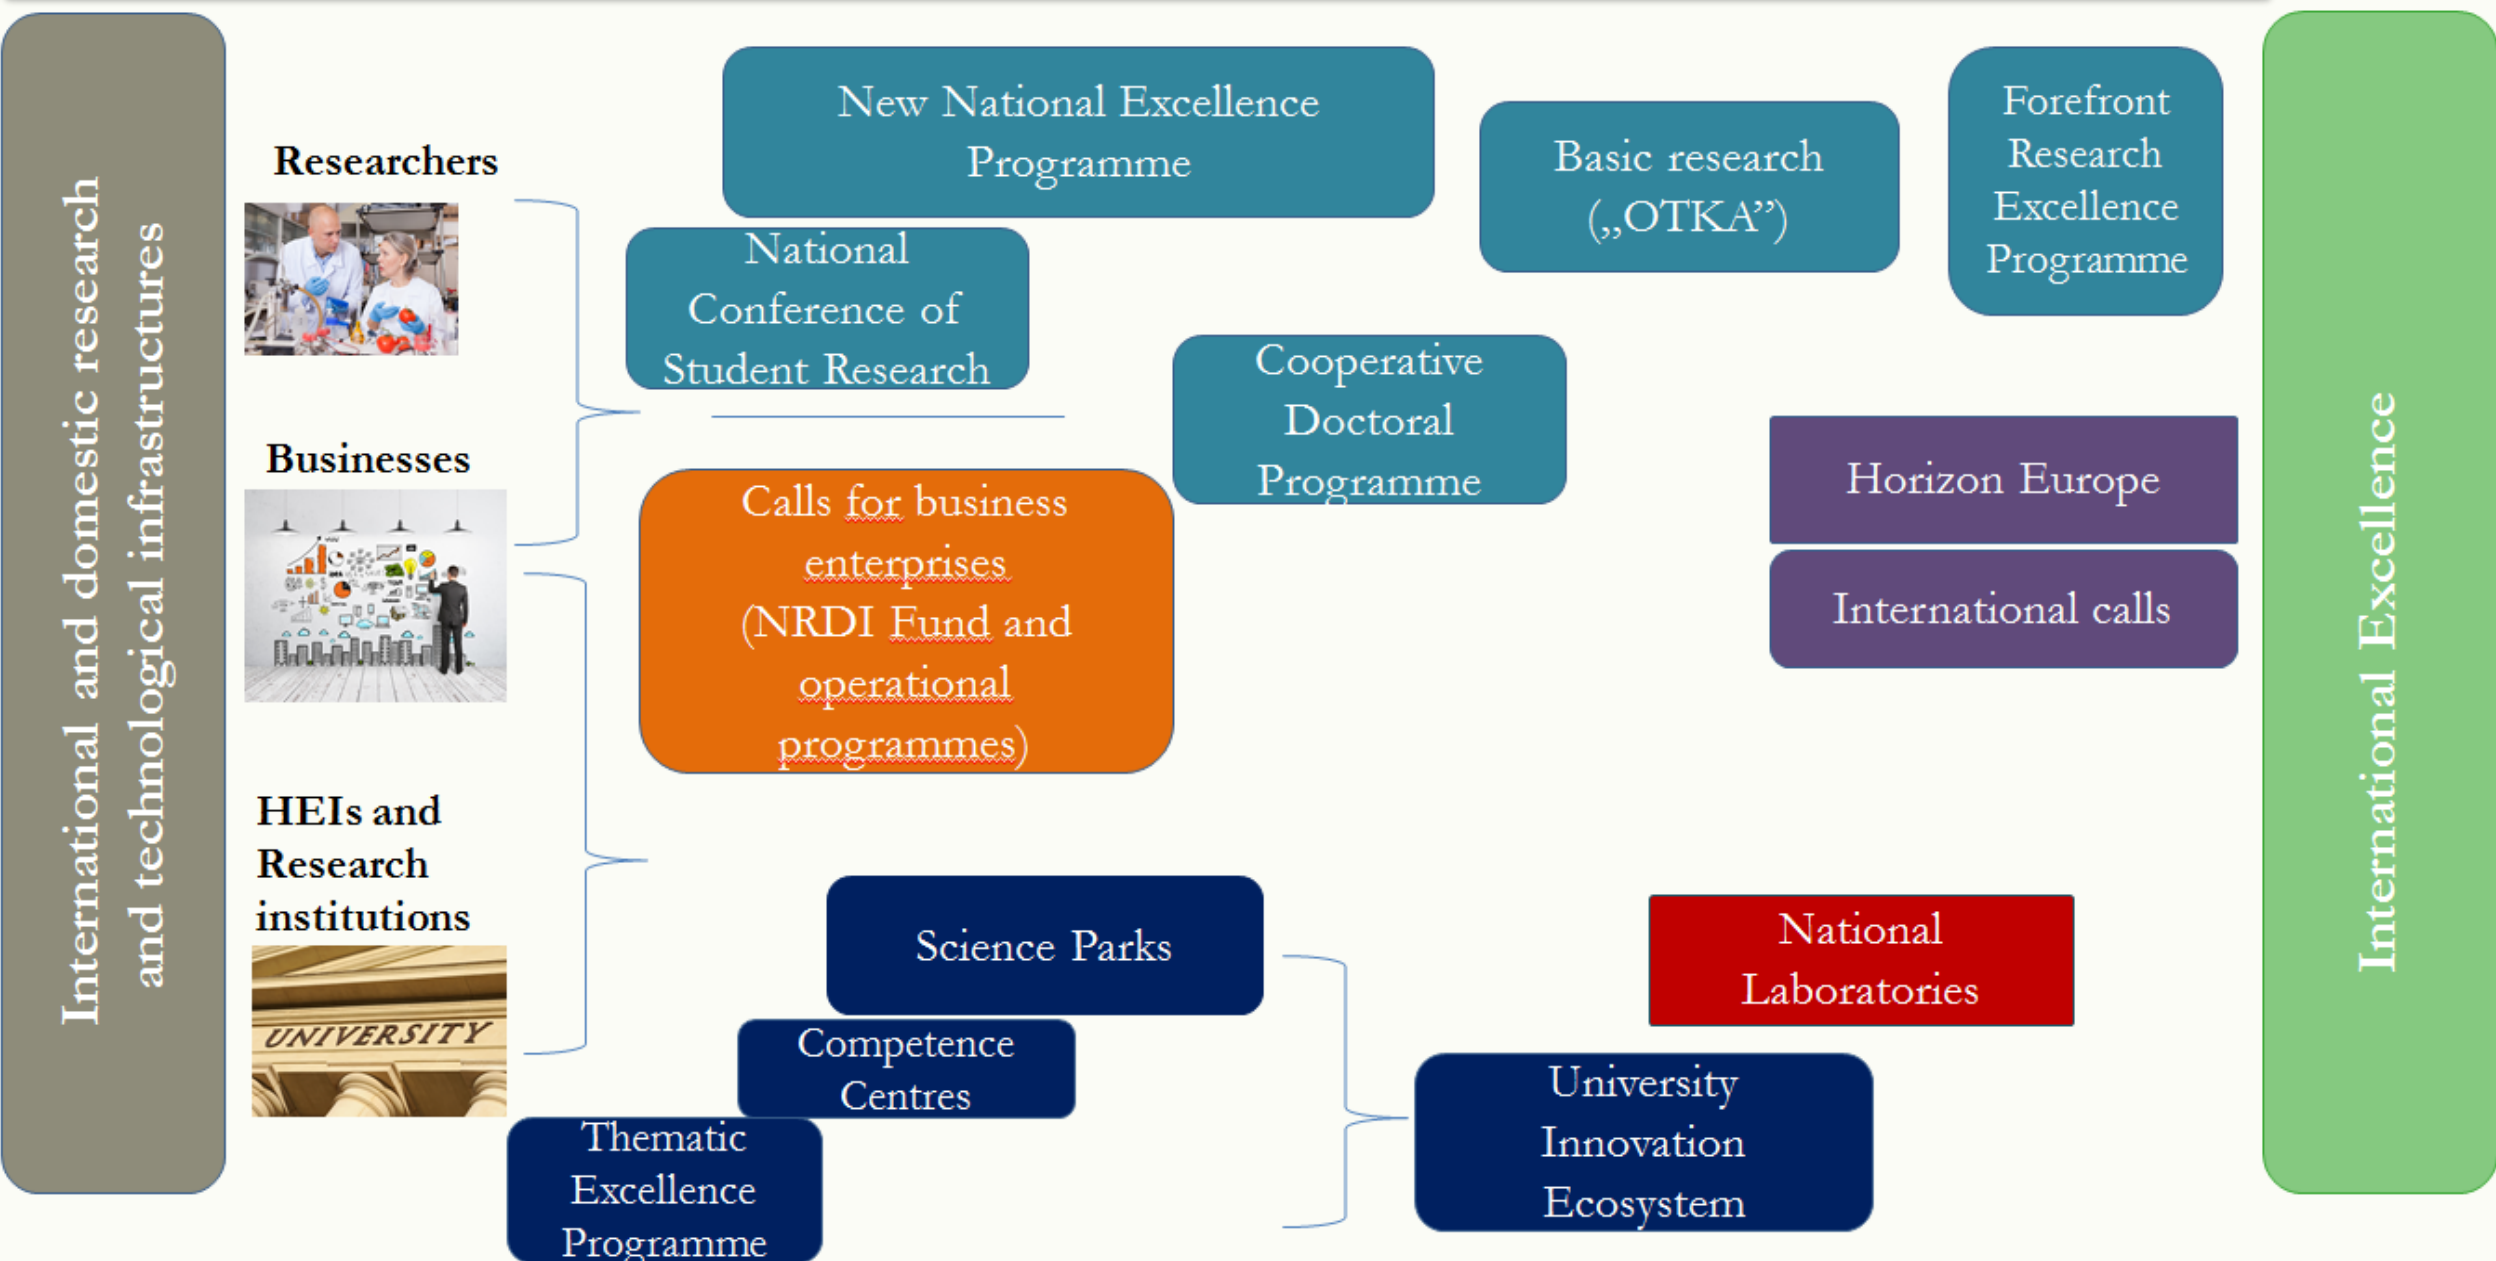 International and domestic research
and technological infrastructures
Researchers
Businesses
HEIs and
Research
institutions
UNIVERSITY
New National Excellence
Programme
National
Conference of
Student Research
Basic research
(„OTKA”)
Forefront
Research
Excellence
Programme
Cooperative
Doctoral
Programme
Calls for business
enterprises
(NRDI Fund and
operational
programmes)
Horizon Europe
International calls
Science Parks
Competence
Centres
Thematic
Excellence
Programme
National
Laboratories
University
Innovation
Ecosystem
International Excellence